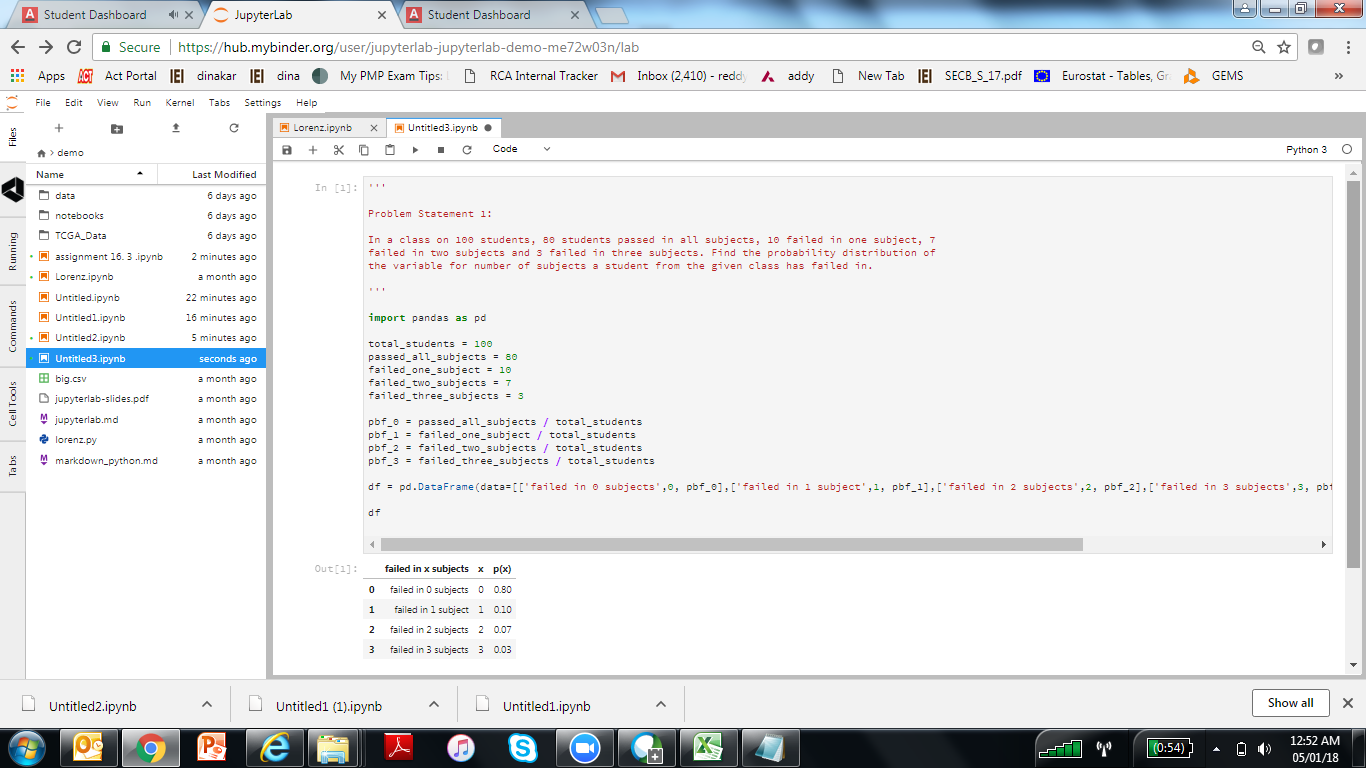 Student Dashboard
JupyterLab
Student Dashboard
Secure
https://hub.mybinder.org/user/jupyterlab-jupyterlab-demo-me72w03n/lab
Apps
Act Portal
dinakar
dina
My PMP Exam Tips:
RCA Internal Tracker
Inbox (2,410) - reddy
addy
New Tab
SECB_S_17.pdf
Eurostat - Tables, Gr
GEMS
»
File Edit View Run Kernel Tabs Settings Help
Files
Running
Commands
Cell Tools
Tabs
demo
Name Last Modified
data 6 days ago
notebooks 6 days ago
TCGA_Data 6 days ago
assignment 16. 3 .ipynb 2 minutes ago
Lorenz.ipynb a month ago
Untitled.ipynb 22 minutes ago
Untitled1.ipynb 16 minutes ago
Untitled2.ipynb 5 minutes ago
Untitled3.ipynb seconds ago
big.csv a month ago
jupyterlab-slides.pdf a month ago
jupyterlab.md a month ago
lorenz.py a month ago
markdown_python.md a month ago
Lorenz.ipynb
Untitled3.ipynb
Code
Python 3
In [1]:
'''
Problem Statement 1:
In a class on 100 students, 80 students passed in all subjects, 10 failed in one subject, 7
failed in two subjects and 3 failed in three subjects. Find the probability distribution of
the variable for number of subjects a student from the given class has failed in.
'''
import pandas as pd
total_students = 100
passed_all_subjects = 80
failed_one_subject = 10
failed_two_subjects = 7
failed_three_subjects = 3
pbf_0 = passed_all_subjects / total_students
pbf_1 = failed_one_subject / total_students
pbf_2 = failed_two_subjects / total_students
pbf_3 = failed_three_subjects / total_students
df = pd.DataFrame(data=[['failed in 0 subjects',0, pbf_0],['failed in 1 subject',1, pbf_1],['failed in 2 subjects',2, pbf_2],['failed in 3 subjects',3, pbf
df
Out[1]:
failed in x subjects x p(x)
0 failed in 0 subjects 0 0.80
1 failed in 1 subject 1 0.10
2 failed in 2 subjects 2 0.07
3 failed in 3 subjects 3 0.03
Untitled2.ipynb
Untitled1 (1).ipynb
Untitled1.ipynb
Show all
(0:54)
12:52 AM
05/01/18